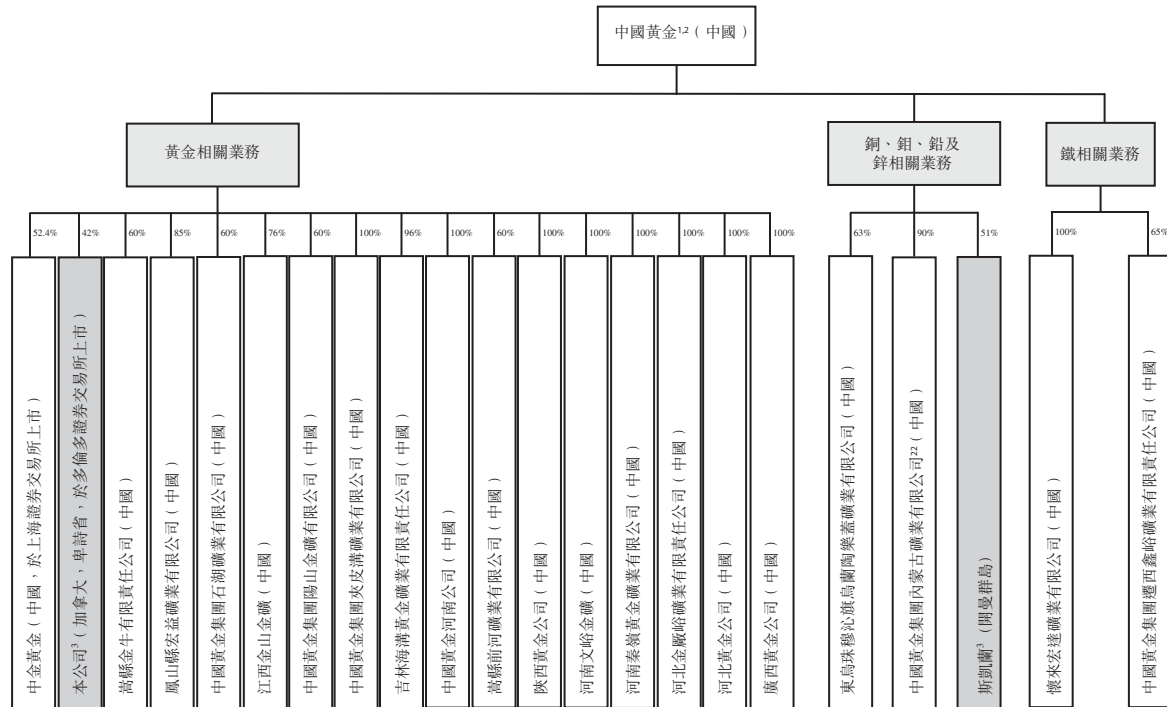 中國黃金1,2(中國)
黃金相關業務
銅、鉬、鉛及
鋅相關業務
鐵相關業務
52.4%
42%
60%
85%
60%
76%
60%
100%
96%
100%
60%
100%
100%
100%
100%
100%
100%
63%
90%
51%
100%
65%
中金黃金(中國,於上海證券交易所上市)
本公司3(加拿大,卑詩省,於多倫多證券交易所上市)
嵩縣金牛有限責任公司(中國)
鳳山縣宏益礦業有限公司(中國)
中國黃金集團石湖礦業有限公司(中國)
江西金山金礦(中國)
中國黃金集團陽山金礦有限公司(中國)
中國黃金集團夾皮溝礦業有限公司(中國)
吉林海溝黃金礦業有限責任公司(中國)
中國黃金河南公司(中國)
嵩縣前河礦業有限公司(中國)
陝西黃金公司(中國)
河南文峪金礦(中國)
河南秦嶺黃金礦業有限公司(中國)
河北金廠峪礦業有限責任公司(中國)
河北黃金公司(中國)
廣西黃金公司(中國)
東烏珠穆沁旗烏蘭陶樂蓋礦業有限公司(中國)
中國黃金集團內蒙古礦業有限公司22(中國)
斯凱蘭3(開曼群島)
懷來宏達礦業有限公司(中國)
中國黃金集團遷西鑫峪礦業有限責任公司(中國)